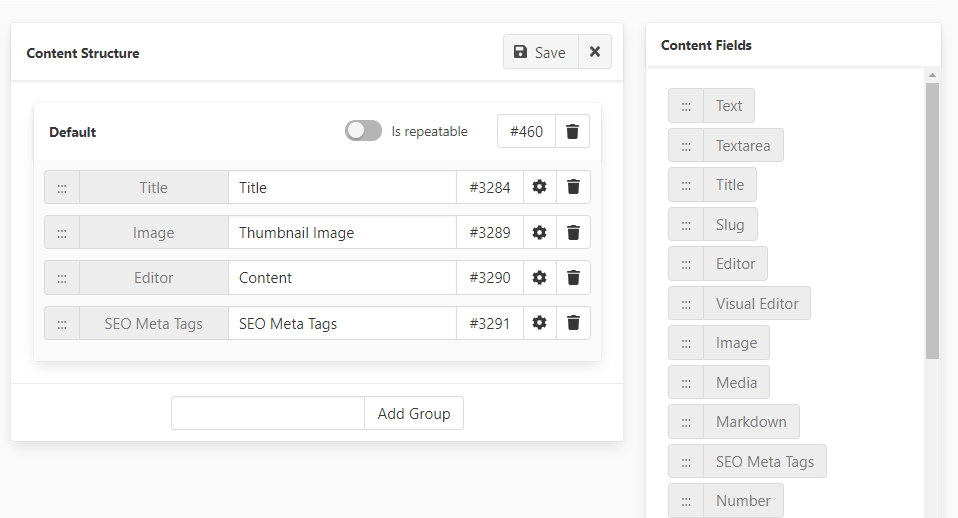 Content Structure
Save
Default
Is repeatable
#460
Title Title #3284
Image Thumbnail Image #3289
Editor Content #3290
SEO Meta Tags SEO Meta Tags #3291
Add Group
Content Fields
Text
Textarea
Title
Slug
Editor
Visual Editor
Image
Media
Markdown
SEO Meta Tags
Number